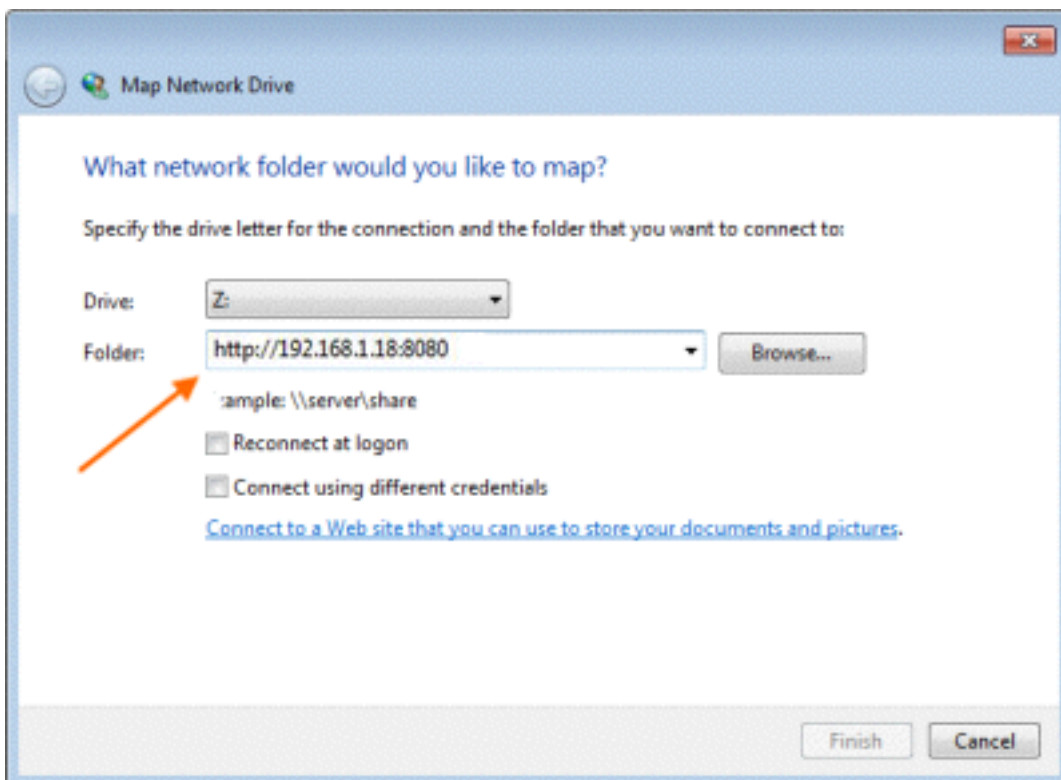 Map Network Drive
What network folder would you like to map?
Specify the drive letter for the connection and the folder that you want to connect to:
Drive: Z:
Folder: http://192.168.1.18:8080 Browse...
\\server\share
Reconnect at logon
Connect using different credentials
Connect to a Web site that you can use to store your documents and pictures.
Finish Cancel